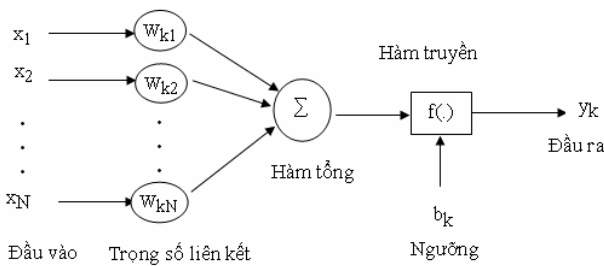 x1
Wk1
x2
Wk2
Hàm truyền
Σ
f(.)
yk
Đầu ra
Hàm tổng
xN
WkN
bk
Đầu vào
Trọng số liên kết
Ngưỡng